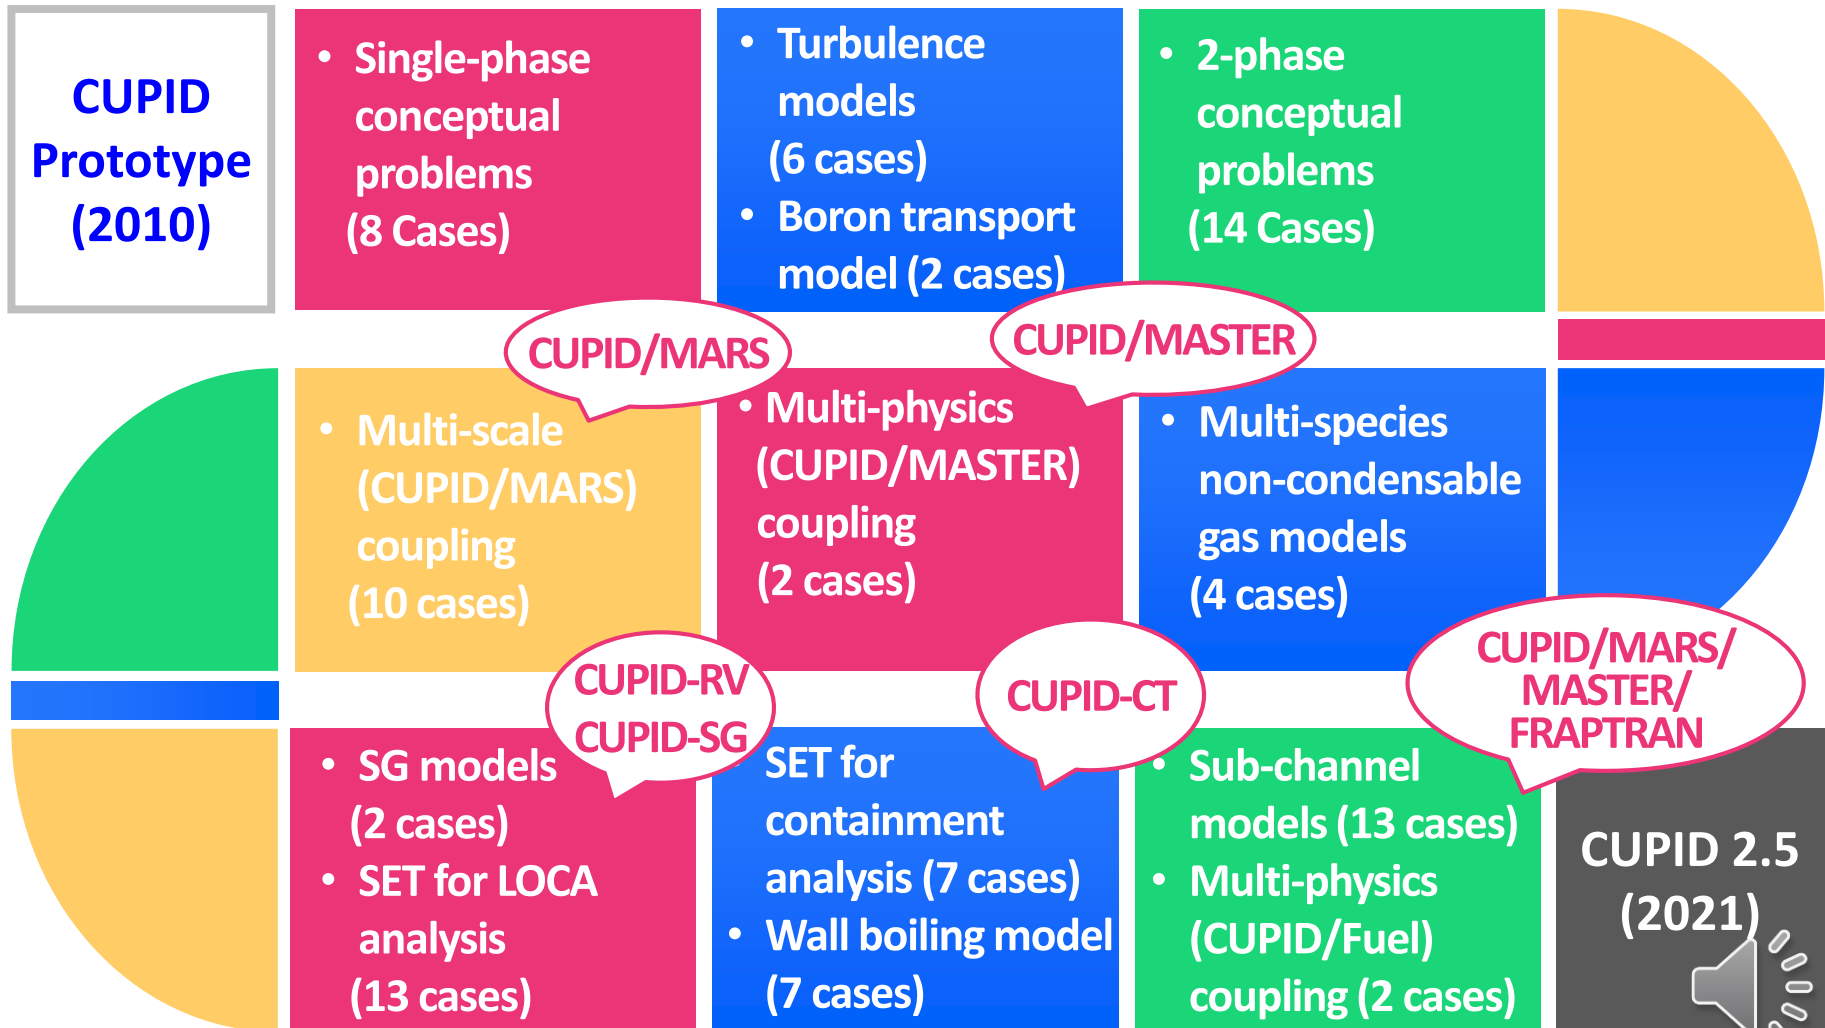 CUPID
Prototype
(2010)
• Single-phase
conceptual
problems
(8 Cases)
• Turbulence
models
(6 cases)
• Boron transport
model (2 cases)
• 2-phase
conceptual
problems
(14 Cases)
CUPID/MARS
CUPID/MASTER
• Multi-scale
(CUPID/MARS)
coupling
(10 cases)
• Multi-physics
(CUPID/MASTER)
coupling
(2 cases)
• Multi-species
non-condensable
gas models
(4 cases)
CUPID-RV
CUPID-SG
CUPID-CT
CUPID/MARS/
MASTER/
FRAPTRAN
• SG models
(2 cases)
• SET for LOCA
analysis
(13 cases)
• SET for
containment
analysis (7 cases)
• Wall boiling model
(7 cases)
• Sub-channel
models (13 cases)
• Multi-physics
(CUPID/Fuel)
coupling (2 cases)
CUPID 2.5
(2021)